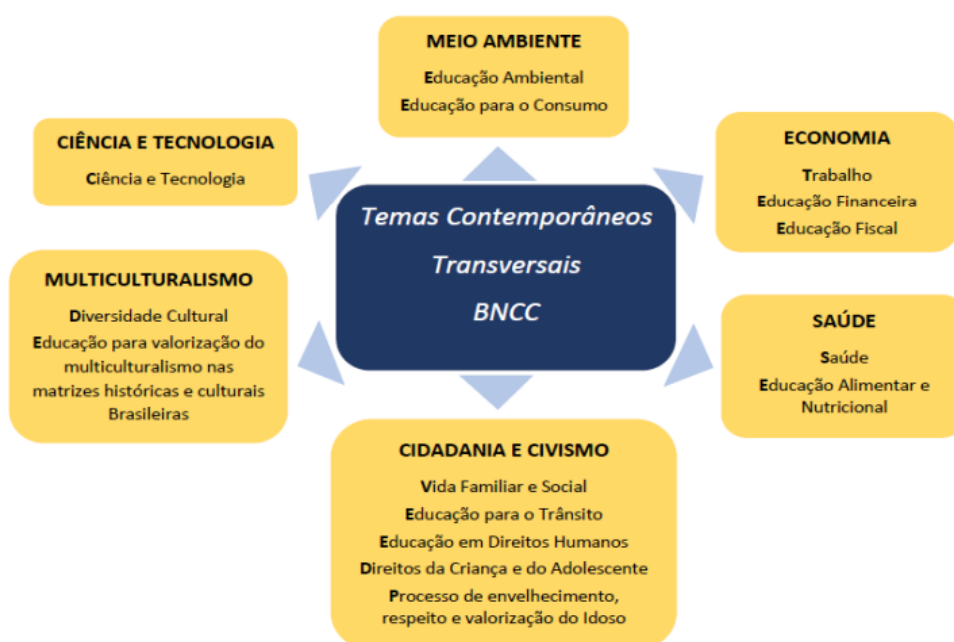 MEIO AMBIENTE
Educação Ambiental
Educação para o Consumo
CIÊNCIA E TECNOLOGIA
Ciência e Tecnologia
ECONOMIA
Trabalho
Educação Financeira
Educação Fiscal
Temas Contemporâneos
Transversais
BNCC
MULTICULTURALISMO
Diversidade Cultural
Educação para valorização do
multiculturalismo nas
matrizes históricas e culturais
Brasileiras
SAÚDE
Saúde
Educação Alimentar e
Nutricional
CIDADANIA E CIVISMO
Vida Familiar e Social
Educação para o Trânsito
Educação em Direitos Humanos
Direitos da Criança e do Adolescente
Processo de envelhecimento,
respeito e valorização do Idoso